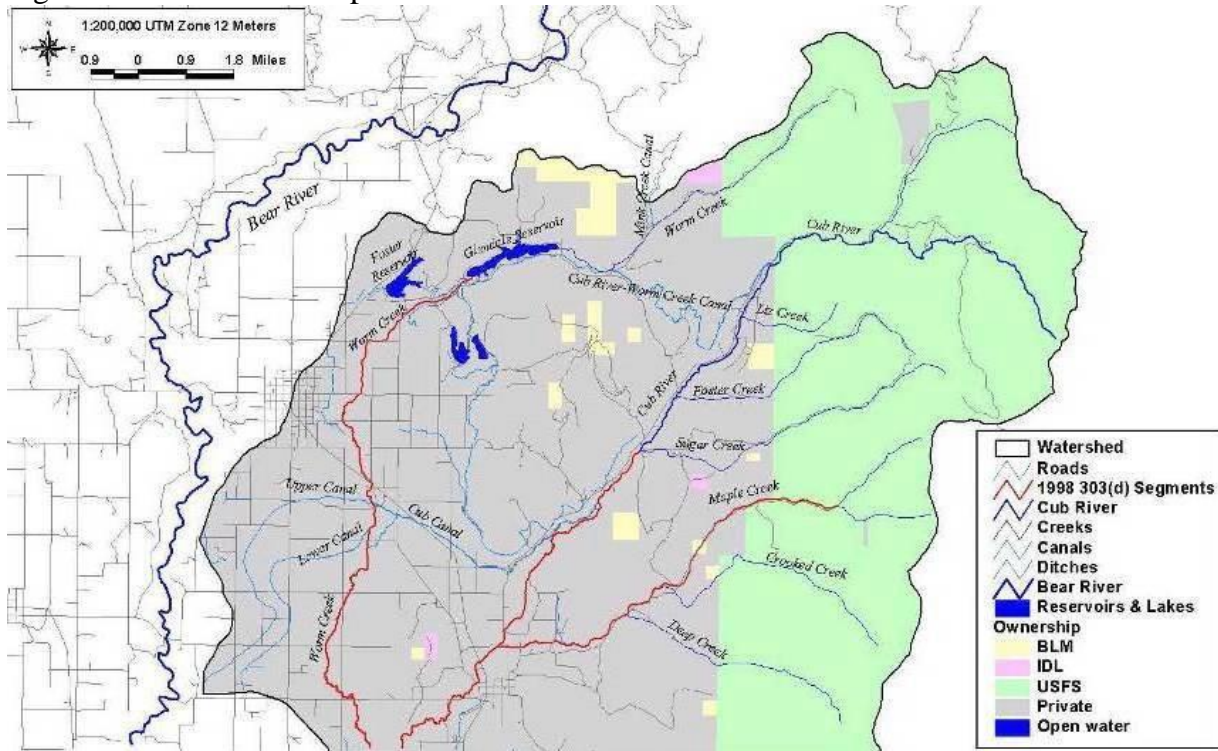 1:200,000 UTM Zone 12 Meters
N
W
E
S
0.9 0 0.9 1.8 Miles
Bear River
Foster
Reservoir
Glendale Reservoir
Worm Creek
Mink Creek Canal
Worm Creek
Cub River
Cub River-Worm Creek Canal
Liz Creek
Foster Creek
Cub River
Sugar Creek
Maple Creek
Upper Canal
Cub Canal
Lower Canal
Crooked Creek
Deep Creek
Worm Creek
Watershed
Roads
1998 303(d) Segments
Cub River
Creeks
Canals
Ditches
Bear River
Reservoirs & Lakes
Ownership
BLM
IDL
USFS
Private
Open water